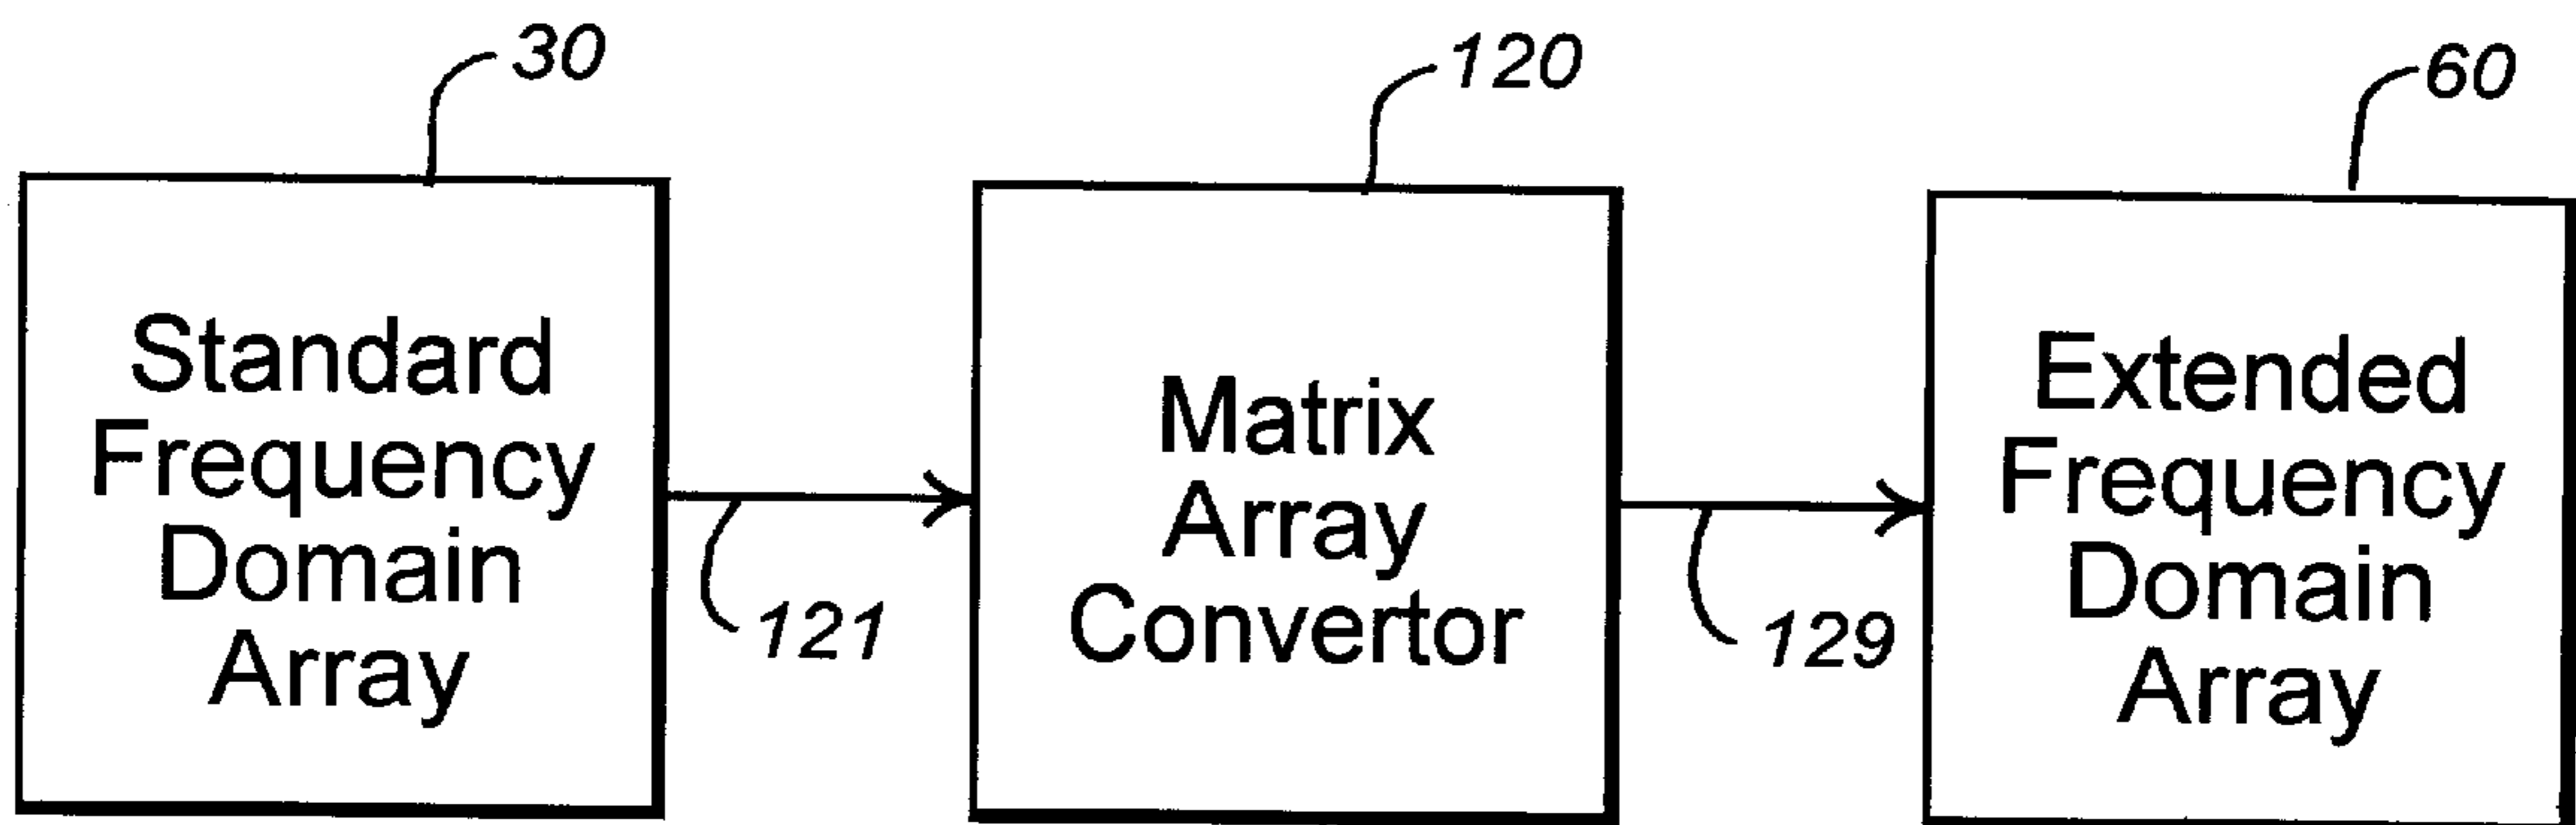 30
120
60
Standard
Frequency
Domain
Array
Matrix
Array
Convertor
Extended
Frequency
Domain
Array
121
129